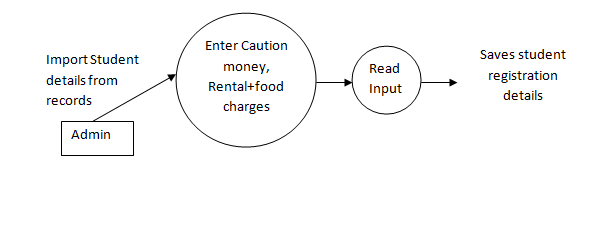 Import Student
details from
records
Admin
Enter Caution
money,
Rental+food
charges
Read
Input
Saves student
registration
details